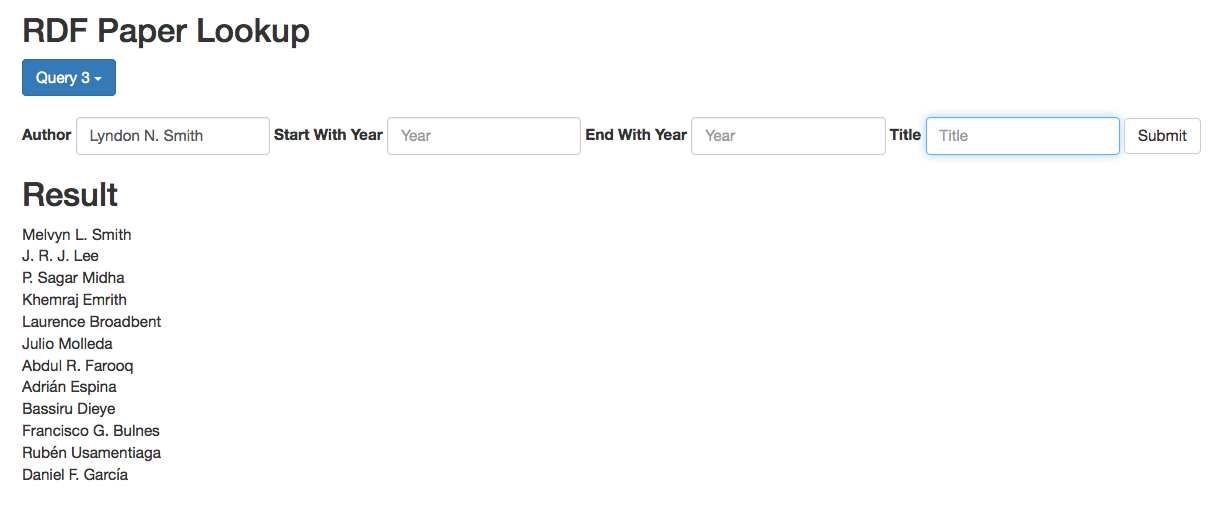 RDF Paper Lookup
Query 3
Author Lyndon N. Smith Start With Year Year End With Year Year Title Title Submit
Result
Melvyn L. Smith
J. R. J. Lee
P. Sagar Midha
Khemraj Emrith
Laurence Broadbent
Julio Molleda
Abdul R. Farooq
Adrián Espina
Bassiru Dieye
Francisco G. Bulnes
Rubén Usamentiaga
Daniel F. García